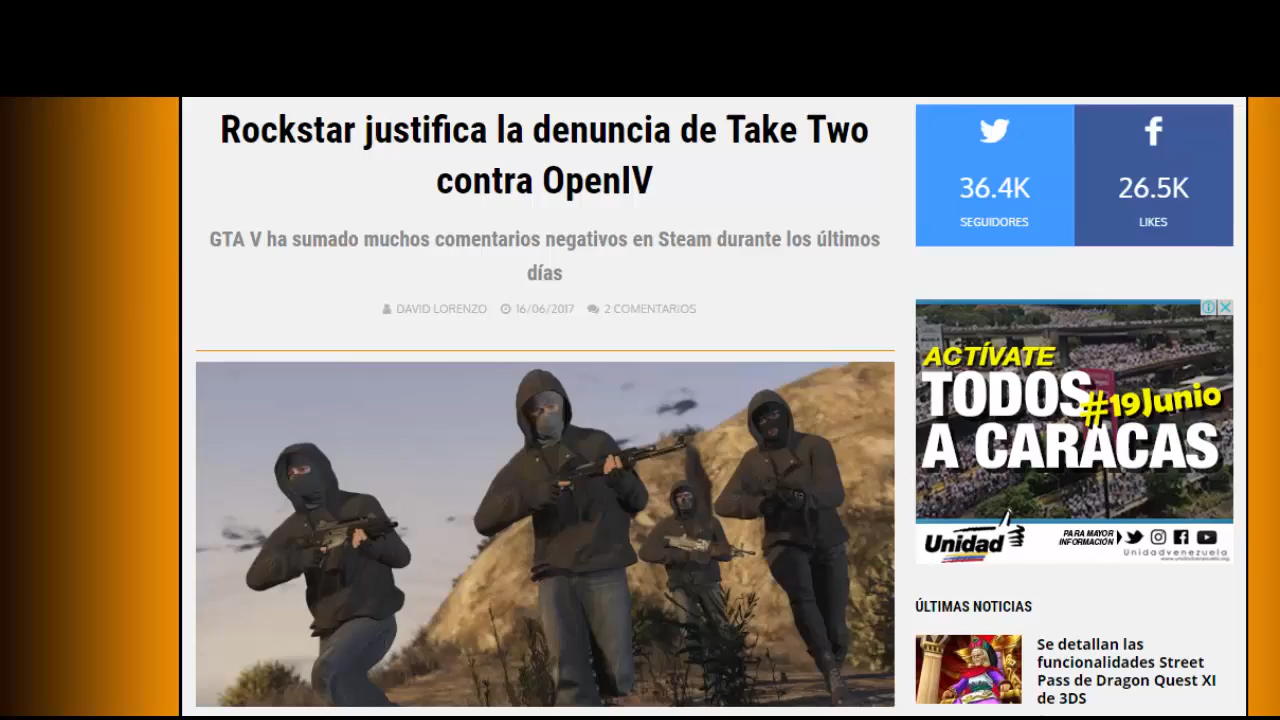 Rockstar justifica la denuncia de Take Two
contra OpenIV
GTA V ha sumado muchos comentarios negativos en Steam durante los últimos
días
DAVID LORENZO 16/06/2017 2 COMENTARIOS
36.4K
SEGUIDORES
26.5K
LIKES
ACTÍVATE
TODOS
#19Junio
A CARACAS
Unidad
PARA MAYOR
INFORMACIÓN
Unidadvenezuela
www.unidadvenezuela.org
ÚLTIMAS NOTICIAS
Se detallan las
funcionalidades Street
Pass de Dragon Quest XI
de 3DS